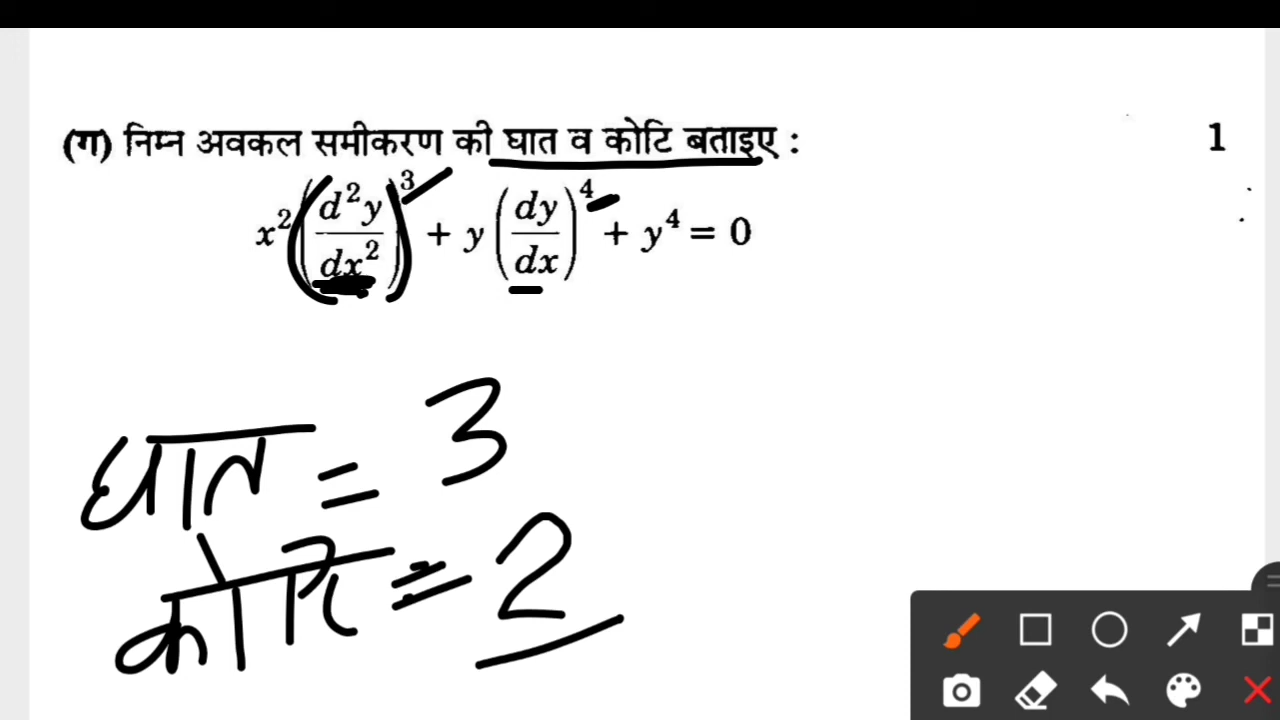 (ग) निम्न अवकल समीकरण की घात व कोटि बताइए : 1
x²(d²y/dx²)³ + y(dy/dx)⁴ + y⁴ = 0
घात = 3
कोटि = 2